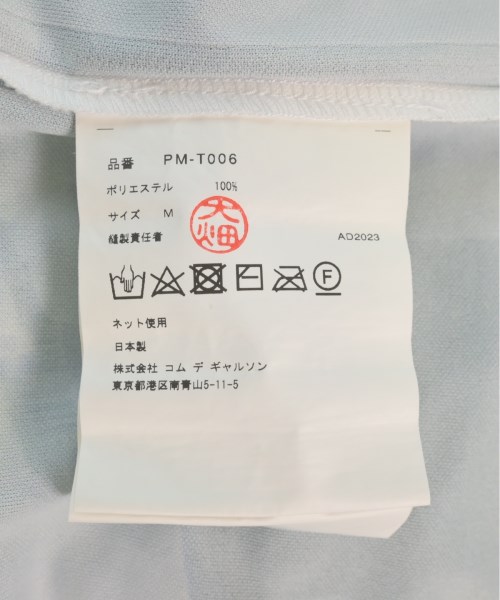 品番 PM-T006
ポリエステル 100%
サイズ M
縫製責任者 大畑 AD2023
F
ネット使用
日本製
株式会社 コム デ ギャルソン
東京都港区南青山5-11-5